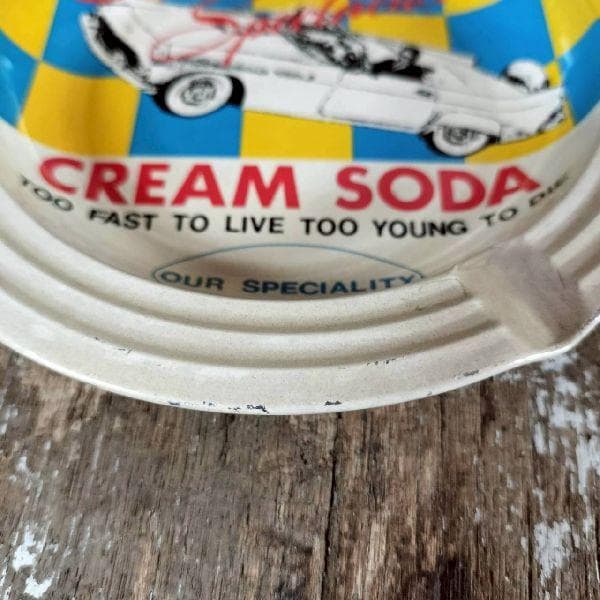 CREAM SODA
TOO FAST TO LIVE TOO YOUNG TO DIE
OUR SPECIALITY